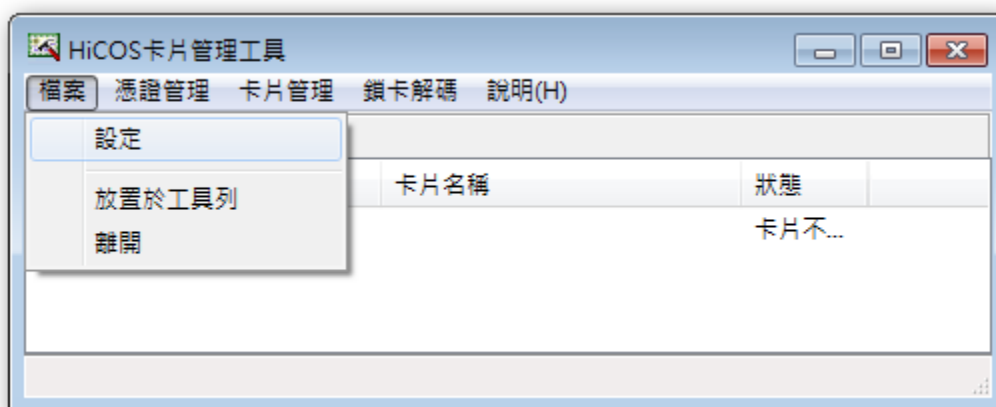 HiCOS卡片管理工具
檔案 憑證管理 卡片管理 鎖卡解碼 說明(H)
設定
卡片名稱 狀態
放置於工具列
卡片不...
離開